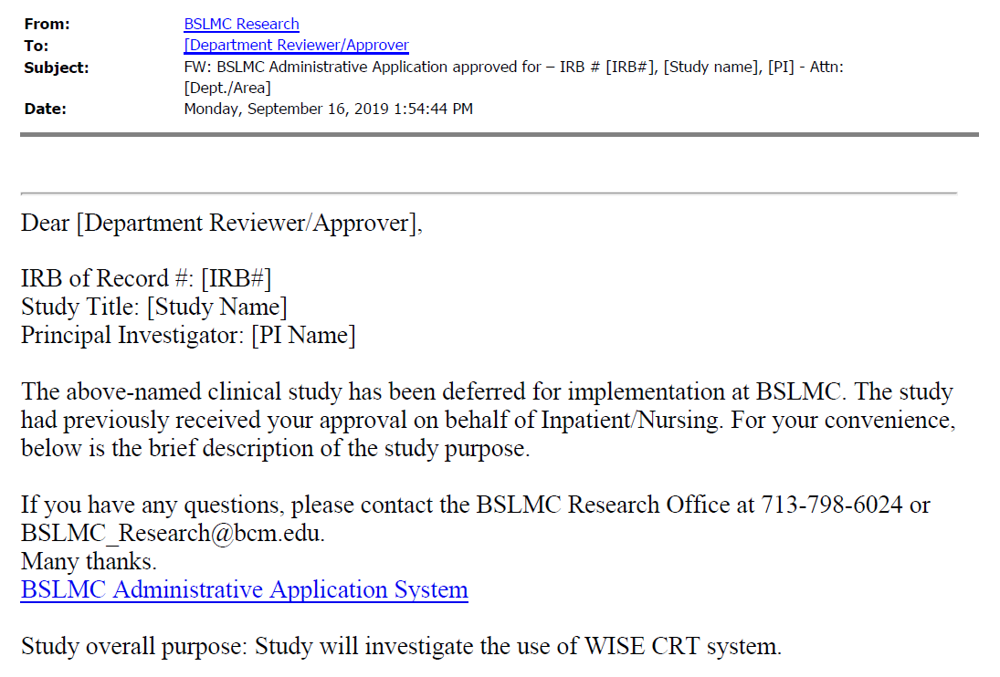 From: BSLMC Research
To: [Department Reviewer/Approver
Subject: FW: BSLMC Administrative Application approved for – IRB # [IRB#], [Study name], [PI] - Attn:
[Dept./Area]
Date: Monday, September 16, 2019 1:54:44 PM
Dear [Department Reviewer/Approver],
IRB of Record #: [IRB#]
Study Title: [Study Name]
Principal Investigator: [PI Name]
The above-named clinical study has been deferred for implementation at BSLMC. The study
had previously received your approval on behalf of Inpatient/Nursing. For your convenience,
below is the brief description of the study purpose.
If you have any questions, please contact the BSLMC Research Office at 713-798-6024 or
BSLMC_Research@bcm.edu.
Many thanks.
BSLMC Administrative Application System
Study overall purpose: Study will investigate the use of WISE CRT system.